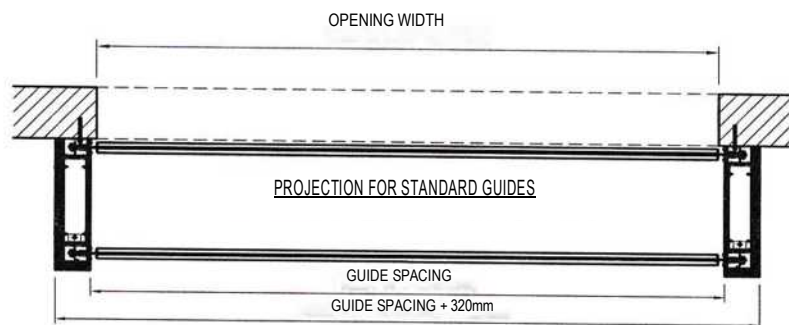 OPENING WIDTH
PROJECTION FOR STANDARD GUIDES
GUIDE SPACING
GUIDE SPACING + 320mm